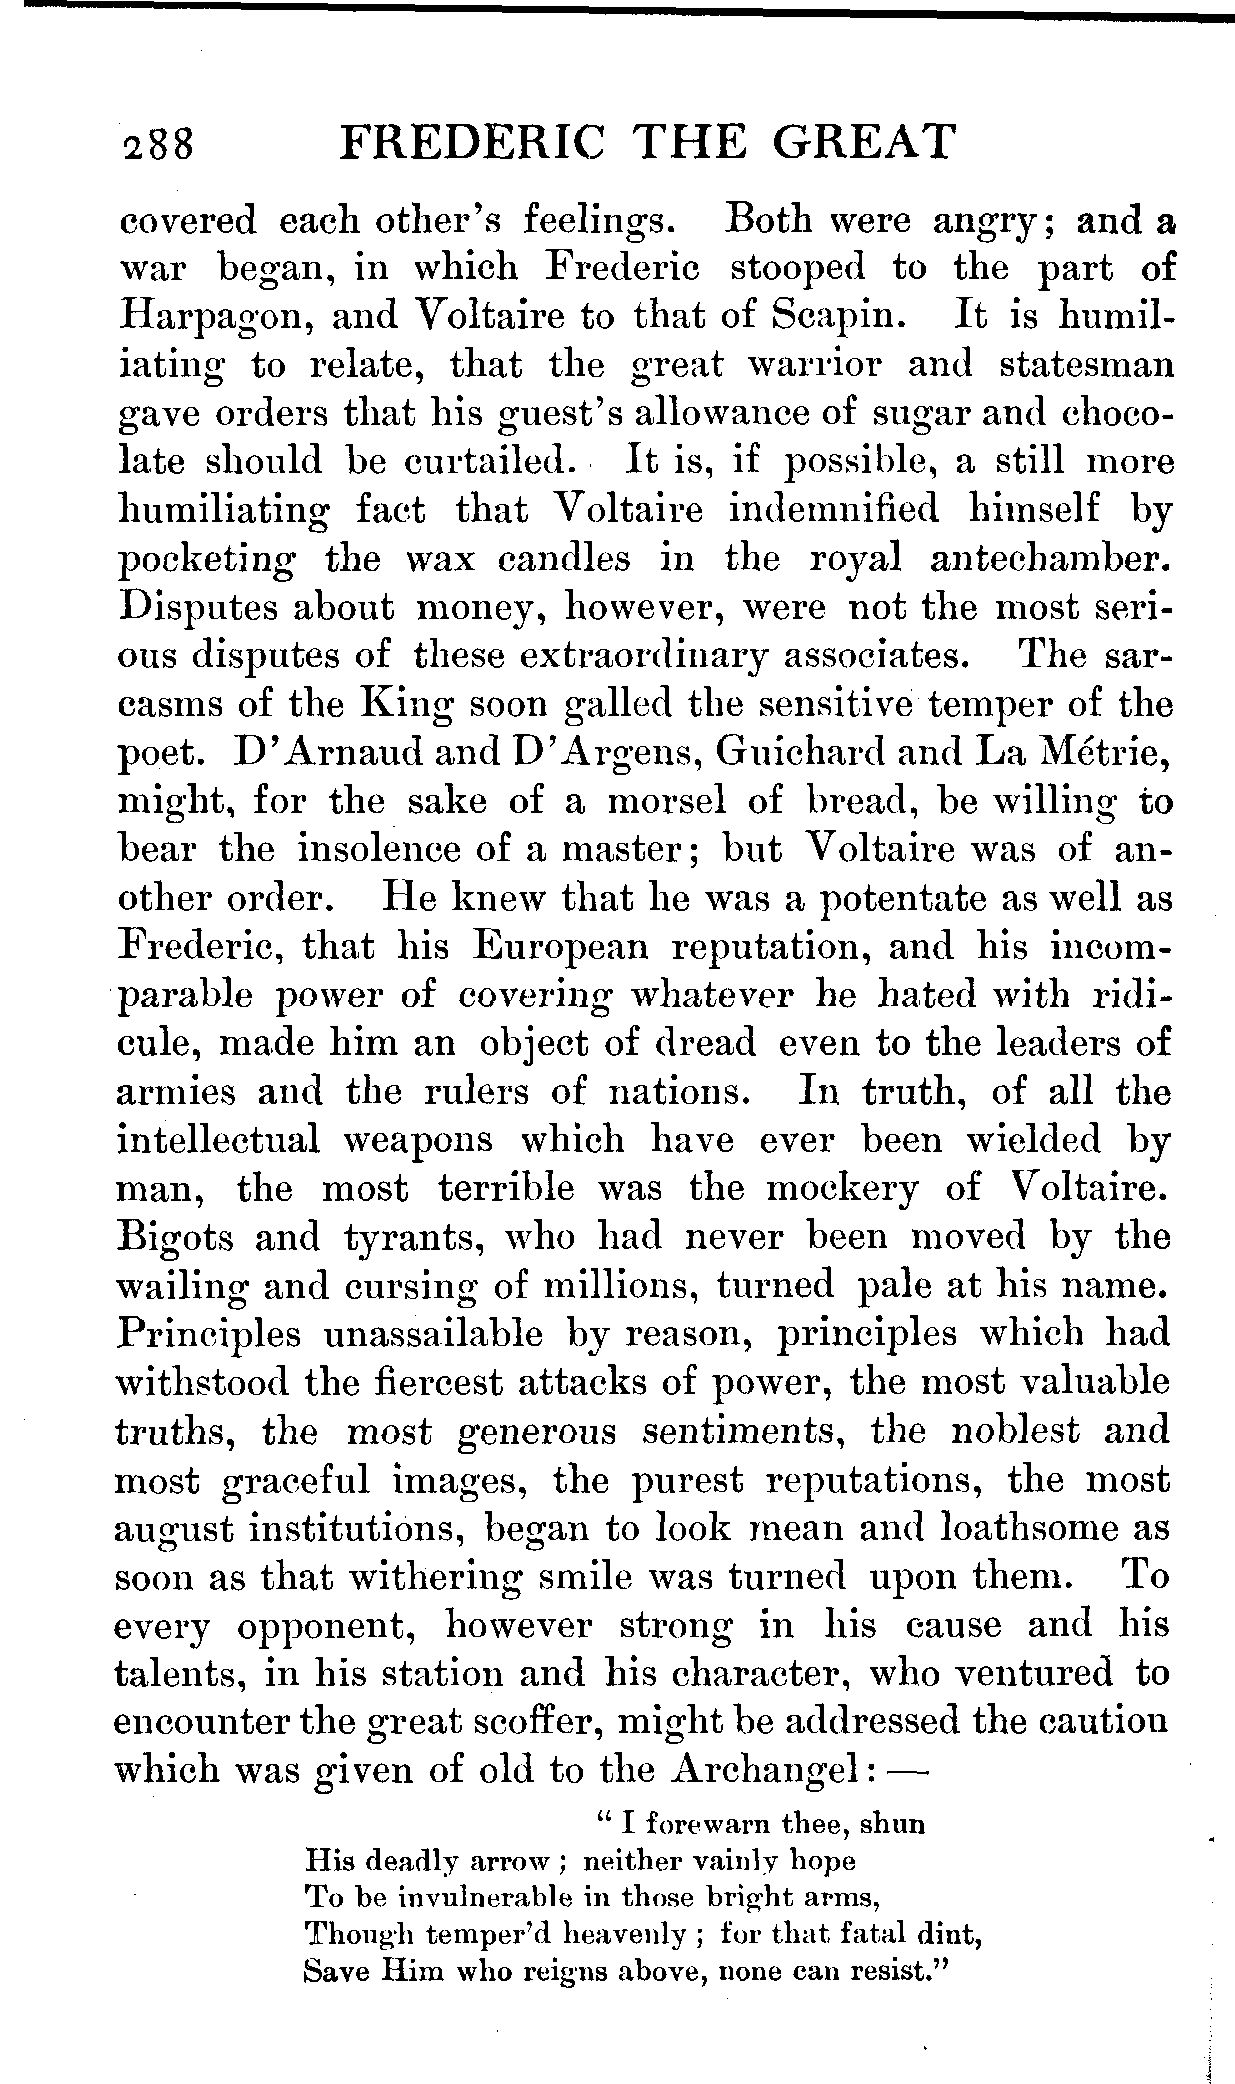 288 FREDERIC THE GREAT
covered each other's feelings. Both were angry; and a
war began, in which Frederic stooped to the part of
Harpagon, and Voltaire to that of Scapin. It is humil-
iating to relate, that the great warrior and statesman
gave orders that his guest's allowance of sugar and choco-
late should be curtailed. It is, if possible, a still more
humiliating fact that Voltaire indemnified himself by
pocketing the wax candles in the royal antechamber.
Disputes about money, however, were not the most seri-
ous disputes of these extraordinary associates. The sar-
casms of the King soon galled the sensitive temper of the
poet. D'Arnaud and D'Argens, Guichard and La Métrie,
might, for the sake of a morsel of bread, be willing to
bear the insolence of a master; but Voltaire was of an-
other order. He knew that he was a potentate as well as
Frederic, that his European reputation, and his incom-
parable power of covering whatever he hated with ridi-
cule, made him an object of dread even to the leaders of
armies and the rulers of nations. In truth, of all the
intellectual weapons which have ever been wielded by
man, the most terrible was the mockery of Voltaire.
Bigots and tyrants, who had never been moved by the
wailing and cursing of millions, turned pale at his name.
Principles unassailable by reason, principles which had
withstood the fiercest attacks of power, the most valuable
truths, the most generous sentiments, the noblest and
most graceful images, the purest reputations, the most
august institutions, began to look mean and loathsome as
soon as that withering smile was turned upon them. To
every opponent, however strong in his cause and his
talents, in his station and his character, who ventured to
encounter the great scoffer, might be addressed the caution
which was given of old to the Archangel: —
"I forewarn thee, shun
His deadly arrow; neither vainly hope
To be invulnerable in those bright arms,
Though temper'd heavenly; for that fatal dint,
Save Him who reigns above, none can resist."